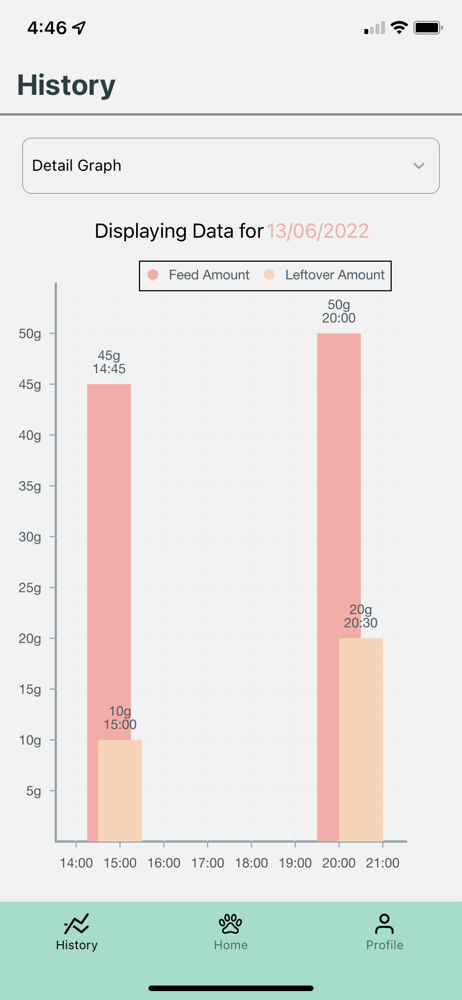 4:46
History
Detail Graph
Displaying Data for 13/06/2022
Feed Amount Leftover Amount
50g
20:00
50g
45g
14:45
45g
40g
35g
30g
25g
20g
20:30
20g
15g
10g
15:00
10g
5g
14:00 15:00 16:00 17:00 18:00 19:00 20:00 21:00
History Home Profile